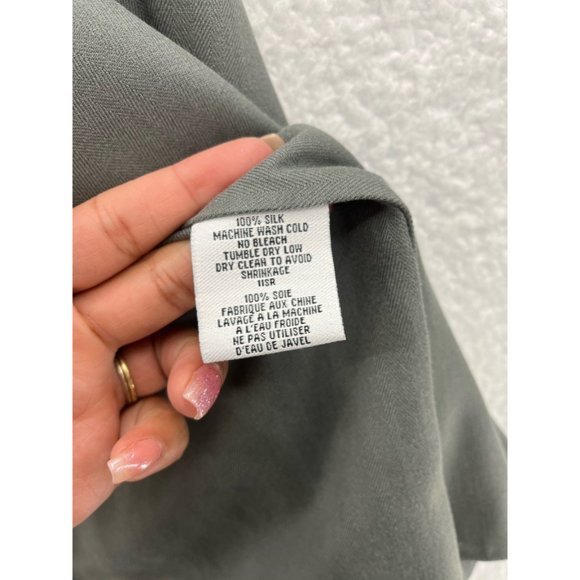 100% SILK
MACHINE WASH COLD
NO BLEACH
TUMBLE DRY LOW
DRY CLEAN TO AVOID
SHRINKAGE
11SR
100% SOIE
FABRIQUE AUX CHINE
LAVAGE A LA MACHINE
A L'EAU FROIDE
NE PAS UTILISER
D'EAU DE JAVEL